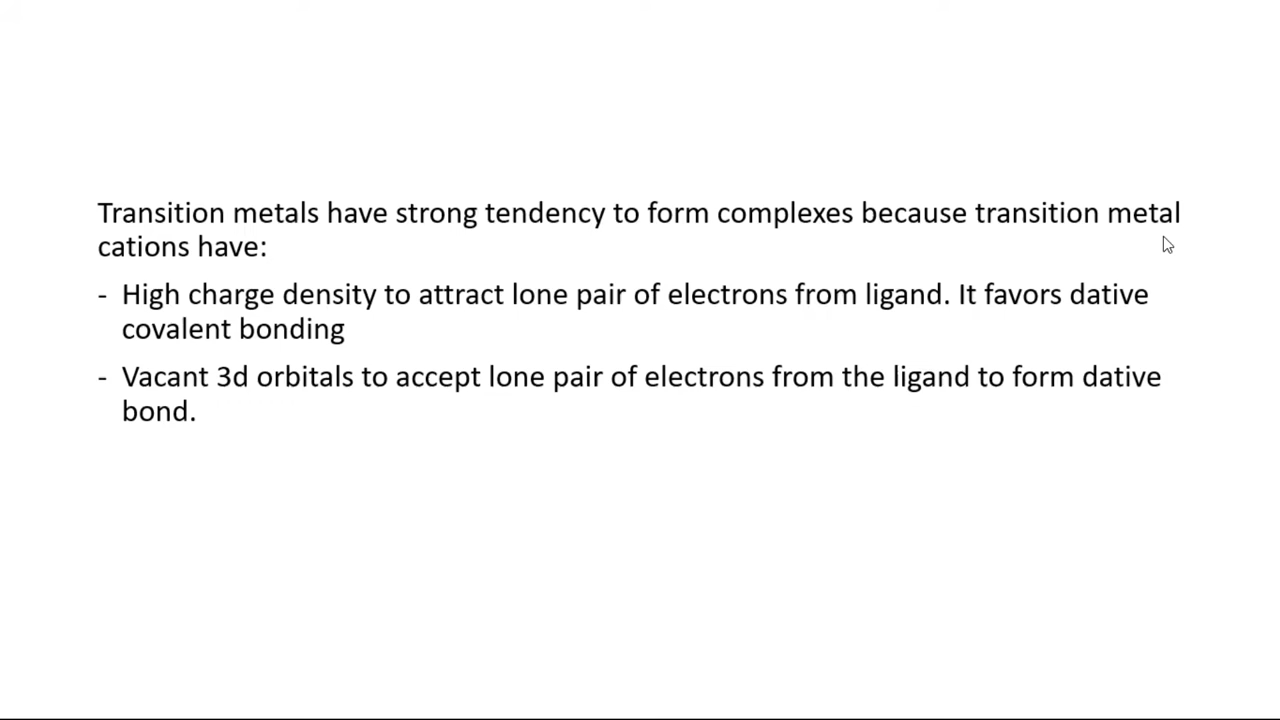 Transition metals have strong tendency to form complexes because transition metal
cations have:
- High charge density to attract lone pair of electrons from ligand. It favors dative
covalent bonding
- Vacant 3d orbitals to accept lone pair of electrons from the ligand to form dative
bond.